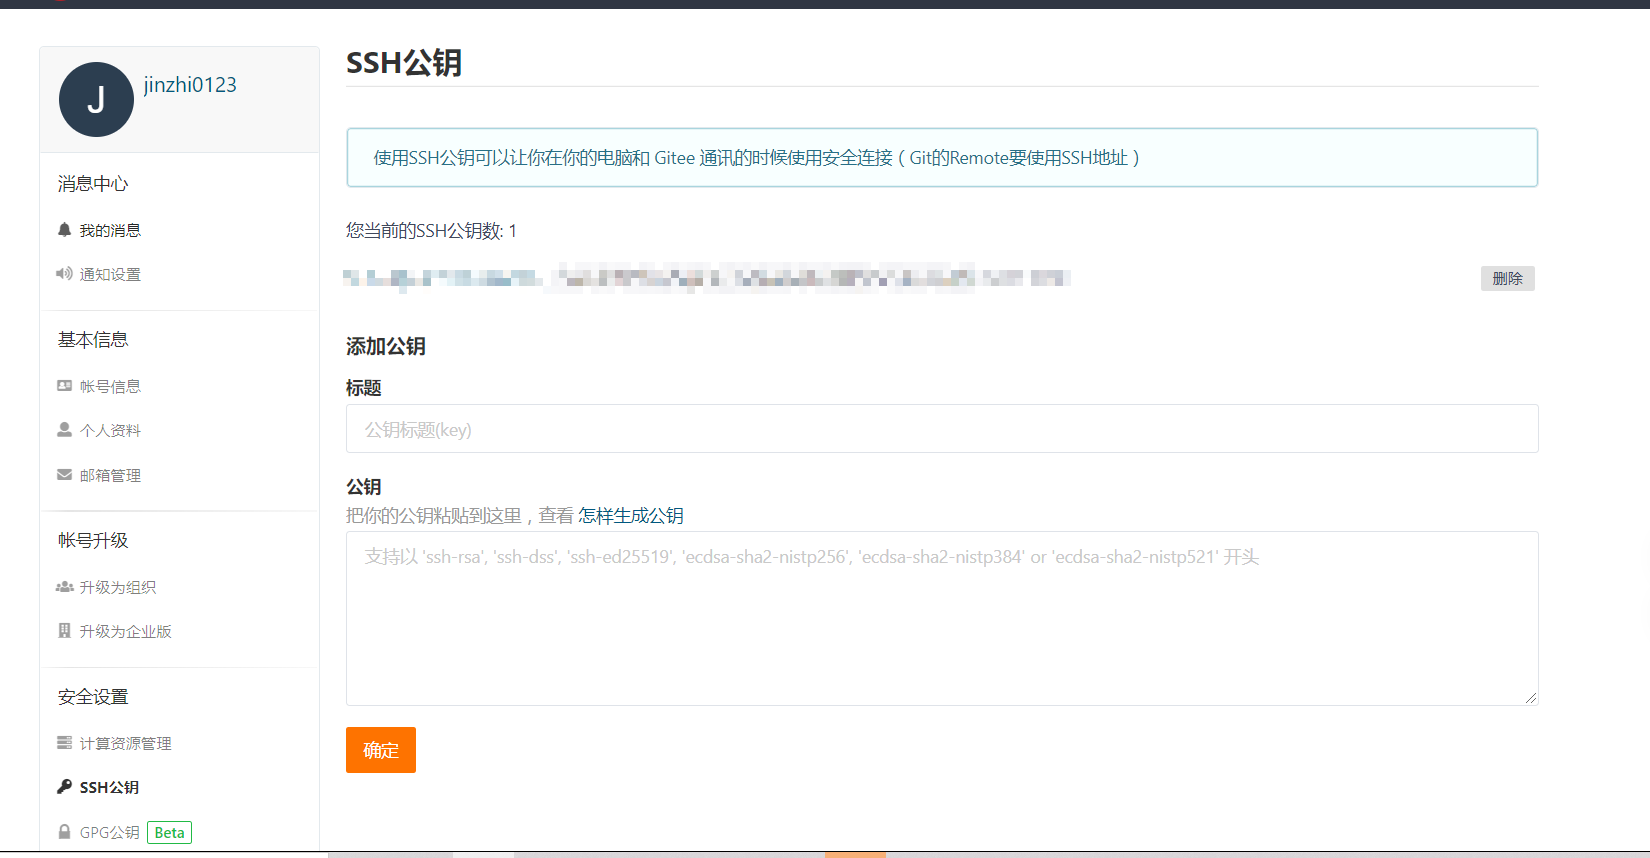 J
jinzhi0123
消息中心
我的消息
通知设置
基本信息
帐号信息
个人资料
邮箱管理
帐号升级
升级为组织
升级为企业版
安全设置
计算资源管理
SSH公钥
GPG公钥 Beta
SSH公钥
使用SSH公钥可以让你在你的电脑和 Gitee 通讯的时候使用安全连接（Git的Remote要使用SSH地址）
您当前的SSH公钥数: 1
删除
添加公钥
标题
公钥标题(key)
公钥
把你的公钥粘贴到这里，查看 怎样生成公钥
支持以 'ssh-rsa', 'ssh-dss', 'ssh-ed25519', 'ecdsa-sha2-nistp256', 'ecdsa-sha2-nistp384' or 'ecdsa-sha2-nistp521' 开头
确定